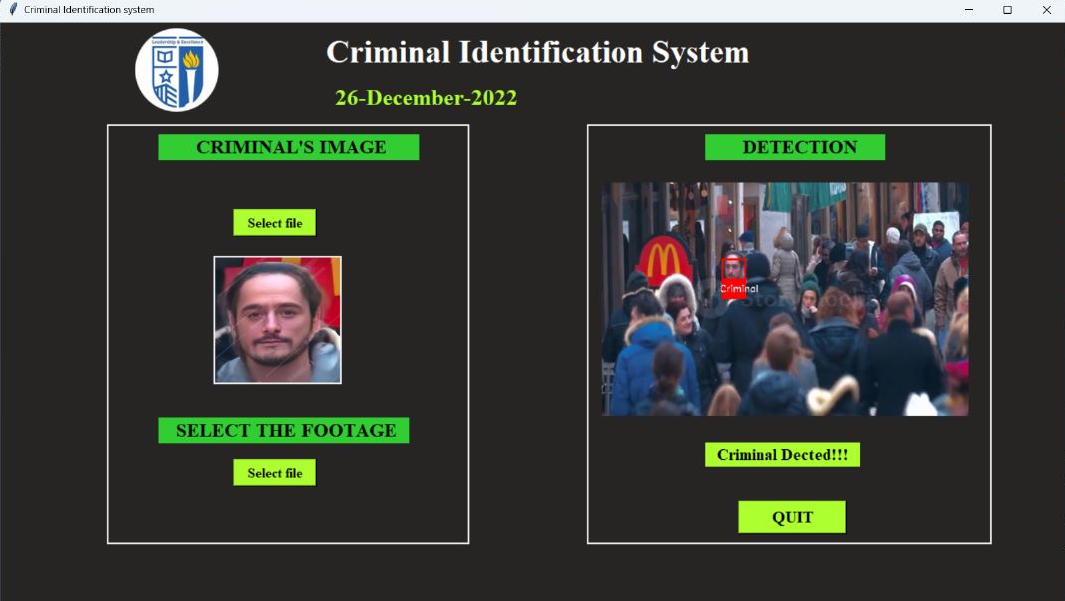 Criminal Identification system
Leadership & Excellence
Criminal Identification System
26-December-2022
CRIMINAL'S IMAGE
Select file
SELECT THE FOOTAGE
Select file
DETECTION
Criminal
Criminal Dected!!!
QUIT